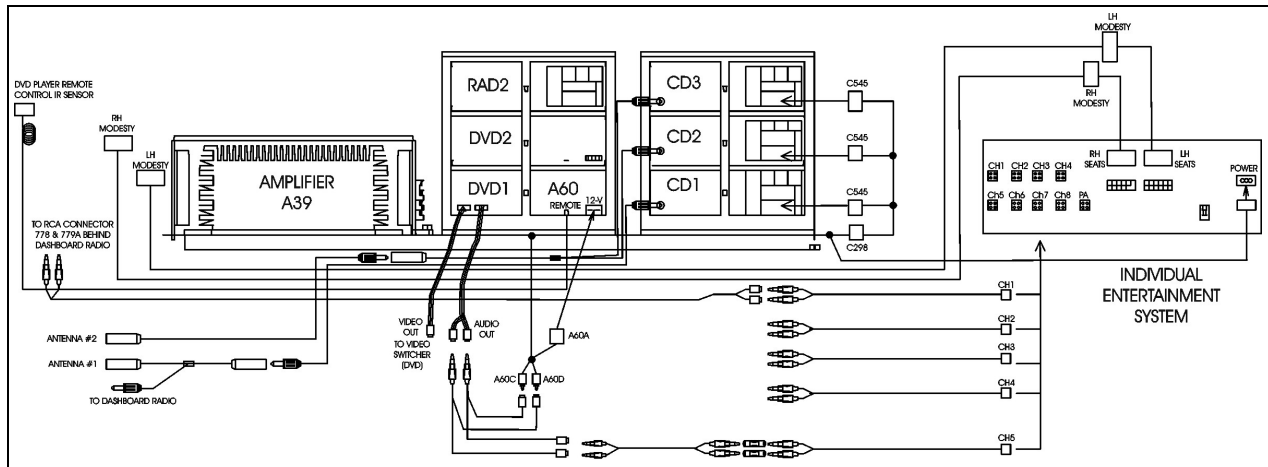 LH
MODESTY
RH
MODESTY
DVD PLAYER REMOTE
CONTROL IR SENSOR
RH
MODESTY
LH
MODESTY
AMPLIFIER
A39
RAD2
DVD2
DVD1
A60
REMOTE
12-V
CD3
CD2
CD1
C545
C545
C545
C298
RH
SEATS
LH
SEATS
POWER
CH1 CH2 CH3 CH4
Ch5 Ch6 Ch7 Ch8 PA
INDIVIDUAL
ENTERTAINMENT
SYSTEM
TO RCA CONNECTOR
778 & 779A BEHIND
DASHBOARD RADIO
ANTENNA #2
ANTENNA #1
TO DASHBOARD RADIO
VIDEO
OUT
TO VIDEO
SWITCHER
(DVD)
AUDIO
OUT
A60A
A60C
A60D
CH1
CH2
CH3
CH4
CH5